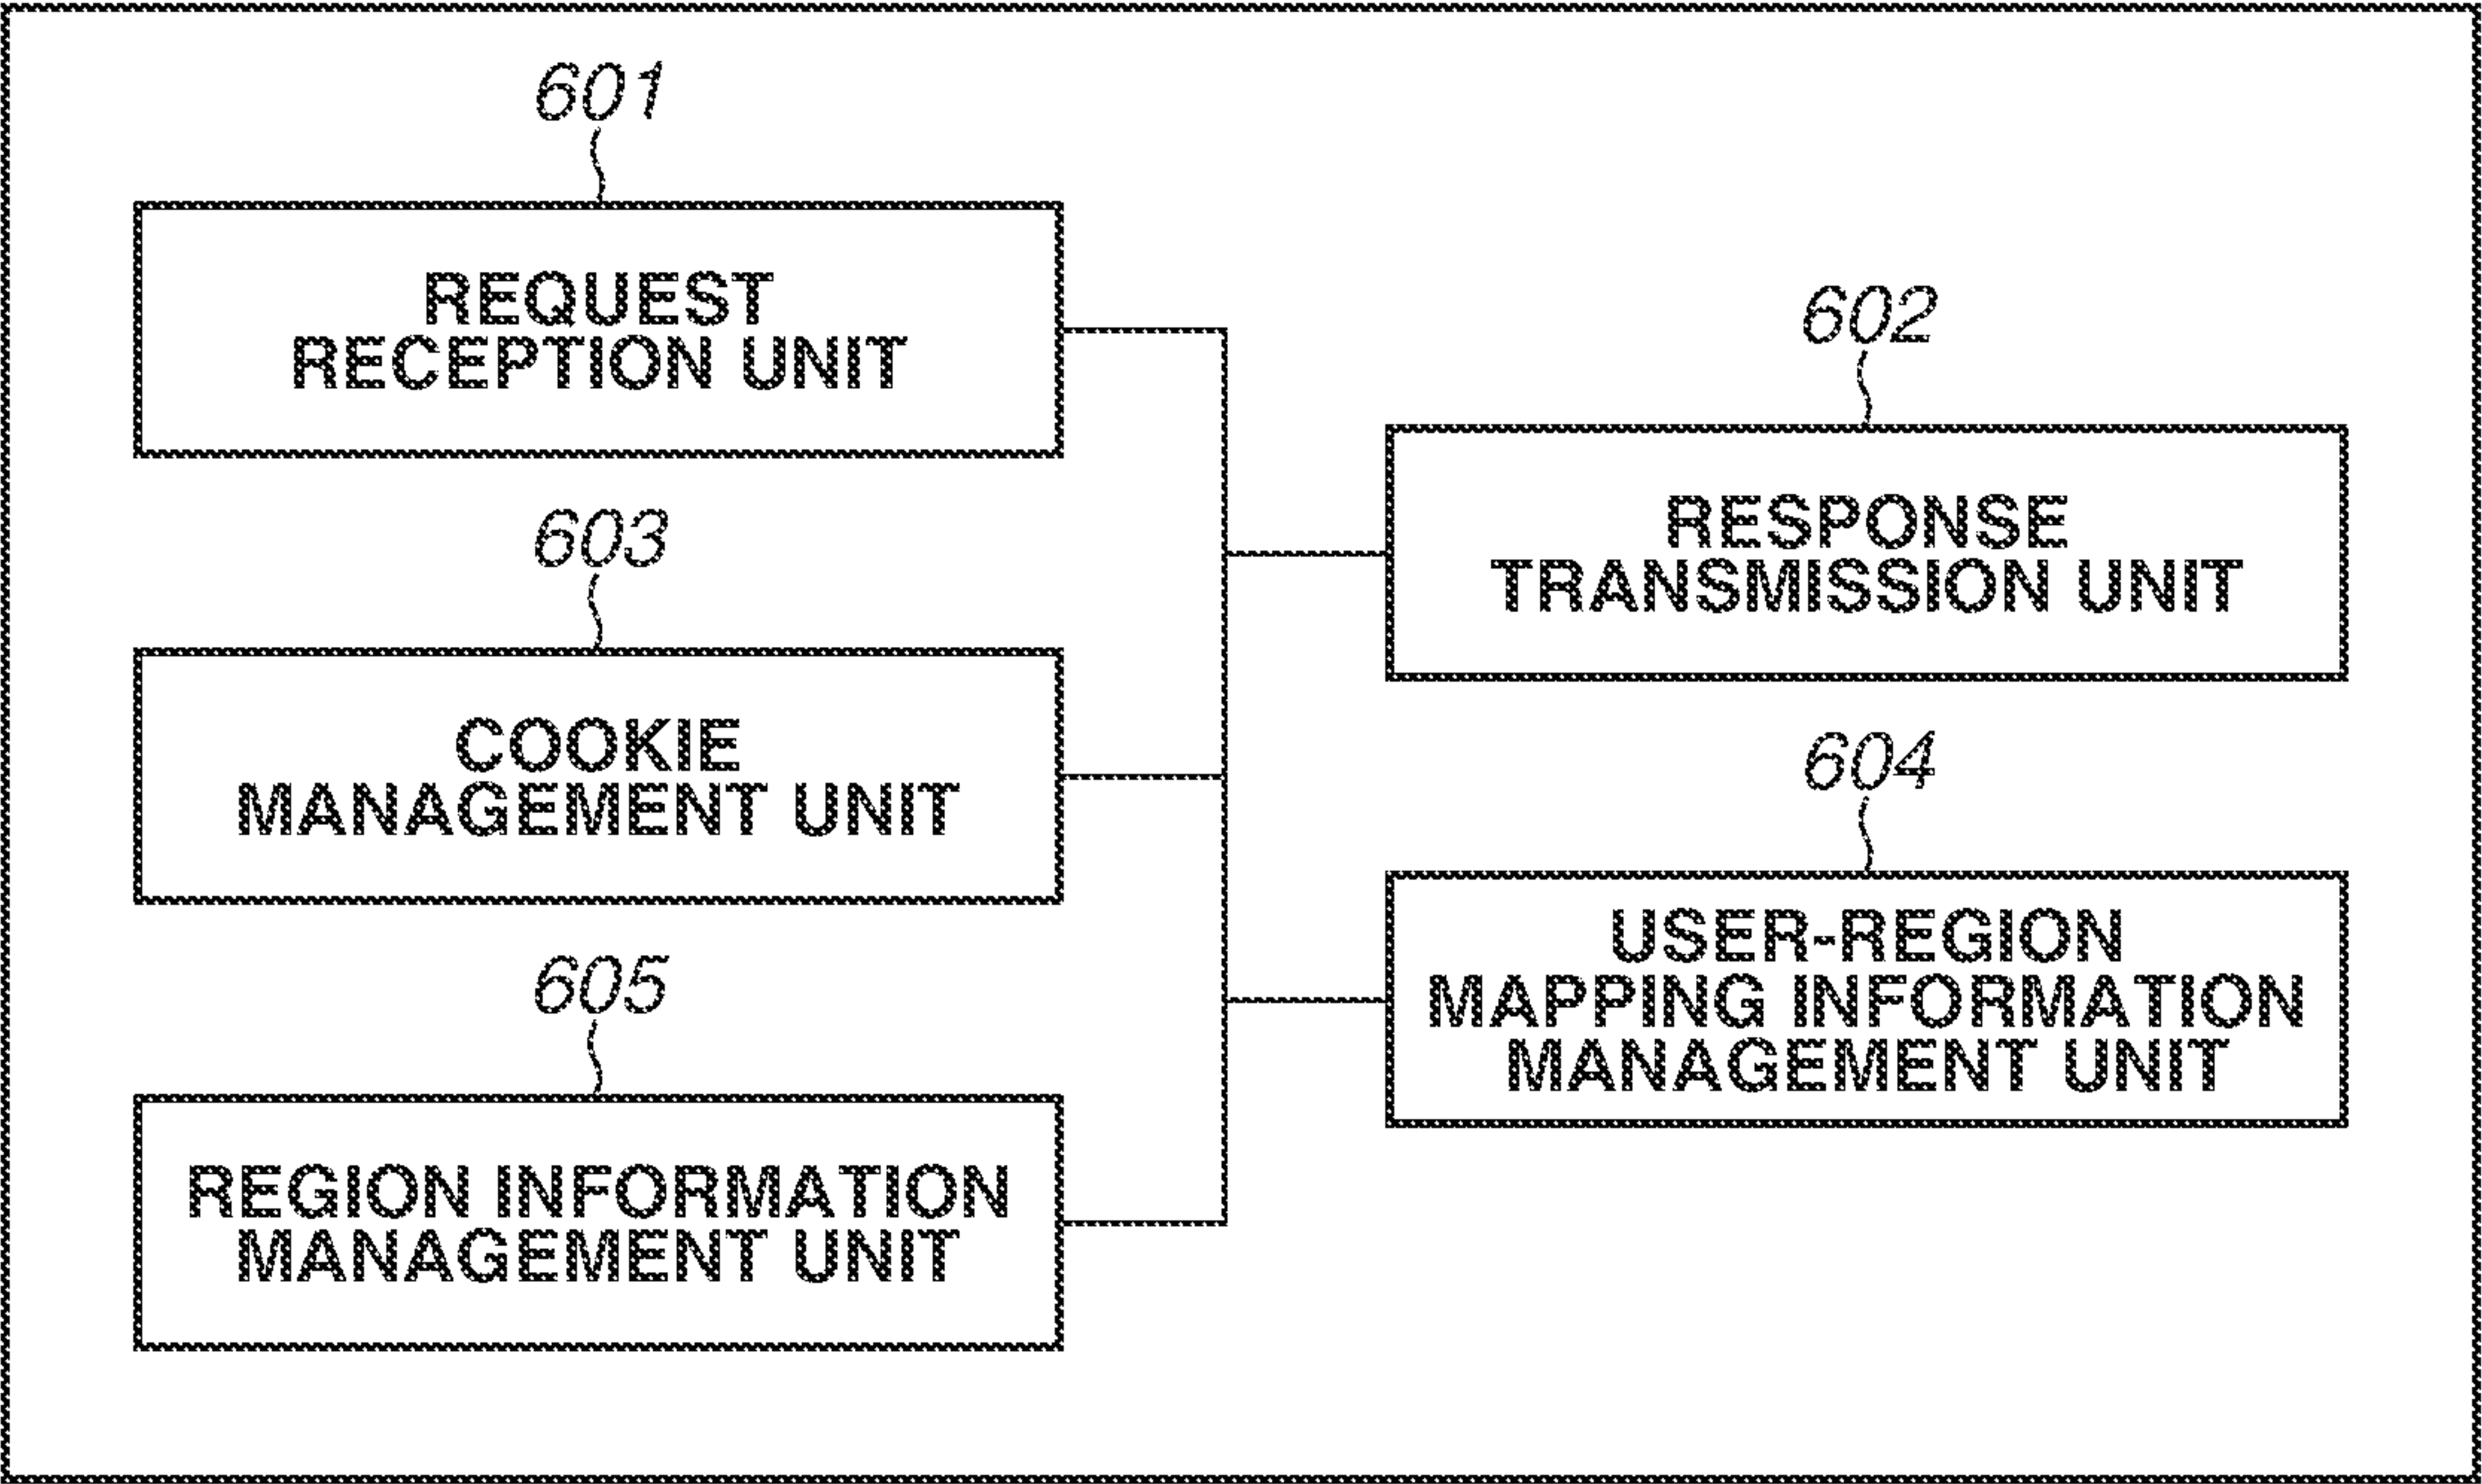 601
REQUEST
RECEPTION UNIT
602
RESPONSE
TRANSMISSION UNIT
603
COOKIE
MANAGEMENT UNIT
604
USER-REGION
MAPPING INFORMATION
MANAGEMENT UNIT
605
REGION INFORMATION
MANAGEMENT UNIT